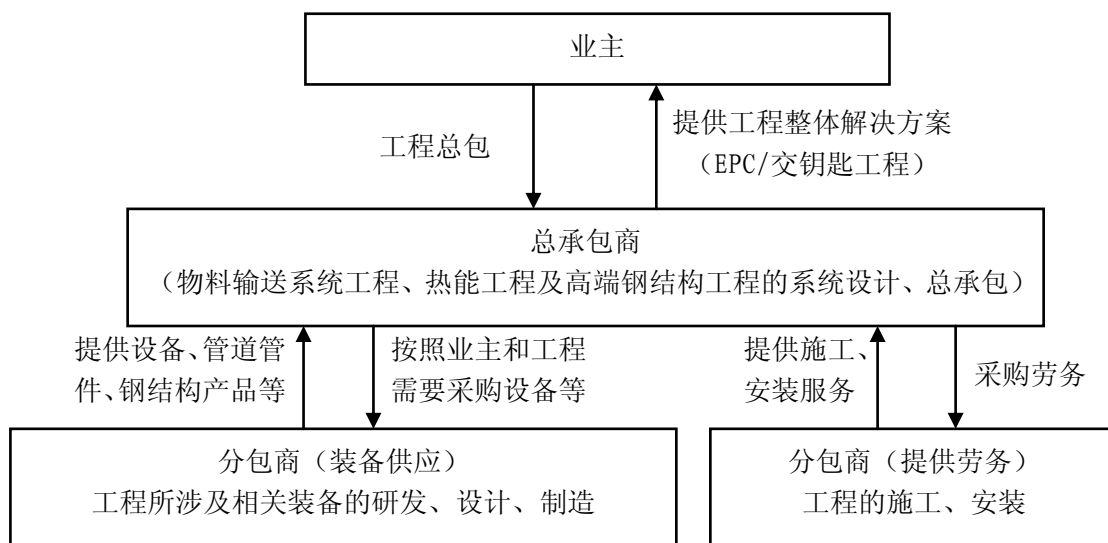 业主
工程总包
提供工程整体解决方案
（EPC/交钥匙工程）
总承包商
（物料输送系统工程、热能工程及高端钢结构工程的系统设计、总承包）
提供设备、管道管
件、钢结构产品等
按照业主和工程
需要采购设备等
提供施工、
安装服务
采购劳务
分包商（装备供应）
工程所涉及相关装备的研发、设计、制造
分包商（提供劳务）
工程的施工、安装